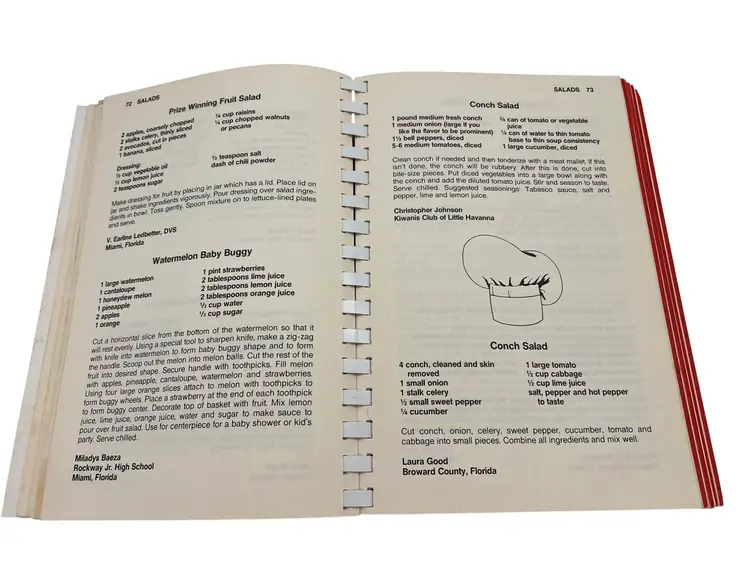 72 SALADS
Prize Winning Fruit Salad
2 apples, coarsely chopped
2 stalks celery, thinly sliced
2 avocados, cut in pieces
1 banana, sliced
¼ cup raisins
¼ cup chopped walnuts
or pecans
Dressing:
⅓ cup vegetable oil
⅓ cup lemon juice
2 teaspoons sugar
½ teaspoon salt
dash of chili powder
Make dressing for fruit by placing in jar which has a lid. Place lid on
jar and shake ingredients vigorously. Pour dressing over salad ingre-
dients in bowl. Toss gently. Spoon mixture on to lettuce-lined plates
and serve.
V. Earline Ledbetter, DVS
Miami, Florida
Watermelon Baby Buggy
1 large watermelon
1 cantaloupe
1 honeydew melon
1 pineapple
2 apples
1 orange
1 pint strawberries
2 tablespoons lime juice
2 tablespoons lemon juice
2 tablespoons orange juice
⅓ cup water
⅓ cup sugar
Cut a horizontal slice from the bottom of the watermelon so that it
will rest evenly. Using a special tool to sharpen knife, make a zig-zag
with knife into watermelon to form baby buggy shape and to form
the handle. Scoop out the melon into melon balls. Cut the rest of the
fruit into desired shape. Secure handle with toothpicks. Fill melon
with apples, pineapple, cantaloupe, watermelon and strawberries.
Using four large orange slices attach to melon with toothpicks to
form buggy wheels. Place a strawberry at the end of each toothpick
to form buggy center. Decorate top of basket with fruit. Mix lemon
juice, lime juice, orange juice, water and sugar to make sauce to
pour over fruit salad. Use for centerpiece for a baby shower or kid's
party. Serve chilled.
Miladys Baeza
Rockway Jr. High School
Miami, Florida
SALADS 73
Conch Salad
1 pound medium fresh conch
1 medium onion (large if you
like the flavor to be prominent)
1½ bell peppers, diced
5-6 medium tomatoes, diced
¼ can of tomato or vegetable
juice
¼ can of water to thin tomato
base to thin soup consistency
1 large cucumber, diced
Clean conch if needed and then tenderize with a meat mallet. If this
isn't done, the conch will be rubbery. After this is done, cut into
bite-size pieces. Put diced vegetables into a large bowl along with
the conch and add the diluted tomato juice. Stir and season to taste.
Serve chilled. Suggested seasonings: Tabasco sauce, salt and
pepper, lime and lemon juice.
Christopher Johnson
Kiwanis Club of Little Havanna
Conch Salad
4 conch, cleaned and skin
removed
1 small onion
1 stalk celery
½ small sweet pepper
¼ cucumber
1 large tomato
½ cup cabbage
⅓ cup lime juice
salt, pepper and hot pepper
to taste
Cut conch, onion, celery, sweet pepper, cucumber, tomato and
cabbage into small pieces. Combine all ingredients and mix well.
Laura Good
Broward County, Florida